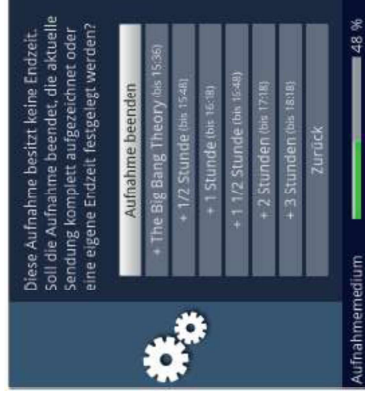 Diese Aufnahme besitzt keine Endzeit.
Soll die Aufnahme beendet, die aktuelle
Sendung komplett aufgezeichnet oder
eine eigene Endzeit festgelegt werden?
Aufnahme beenden
+ The Big Bang Theory (bis 15:36)
+ 1/2 Stunde (bis 15:48)
+ 1 Stunde (bis 16:18)
+ 1 1/2 Stunde (bis 16:48)
+ 2 Stunden (bis 17:18)
+ 3 Stunden (bis 18:18)
Zurück
Aufnahmemedium 48 %